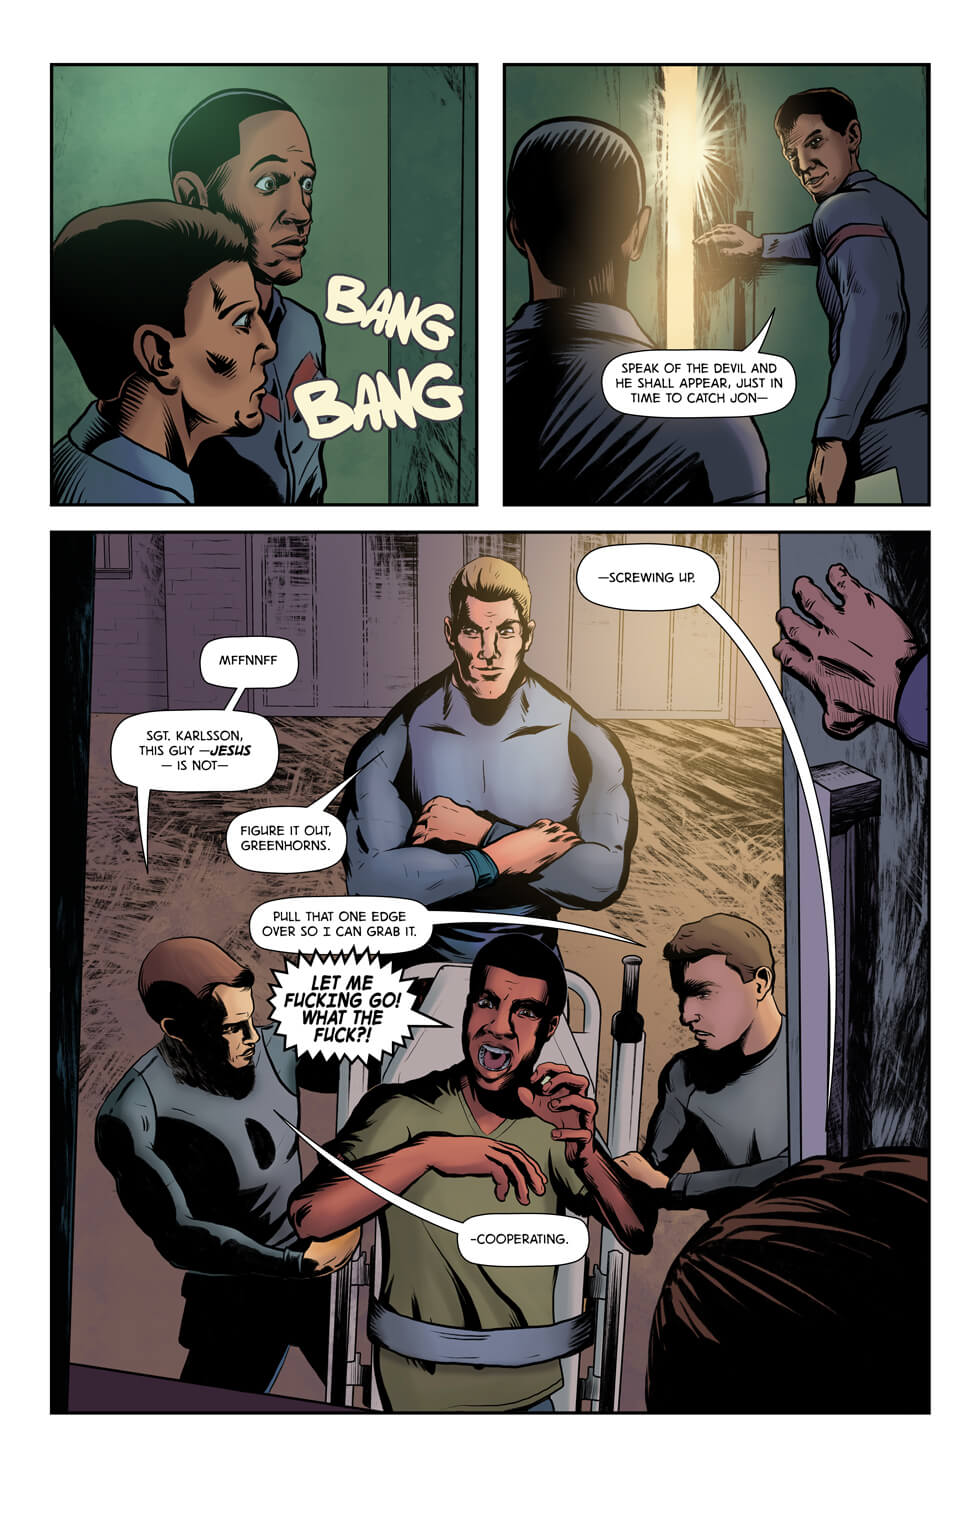 BANG
BANG
SPEAK OF THE DEVIL AND
HE SHALL APPEAR, JUST IN
TIME TO CATCH JON—
—SCREWING UP.
MFFNNFF
SGT. KARLSSON,
THIS GUY —JESUS
— IS NOT—
FIGURE IT OUT,
GREENHORNS.
PULL THAT ONE EDGE
OVER SO I CAN GRAB IT.
LET ME
FUCKING GO!
WHAT THE
FUCK?!
-COOPERATING.